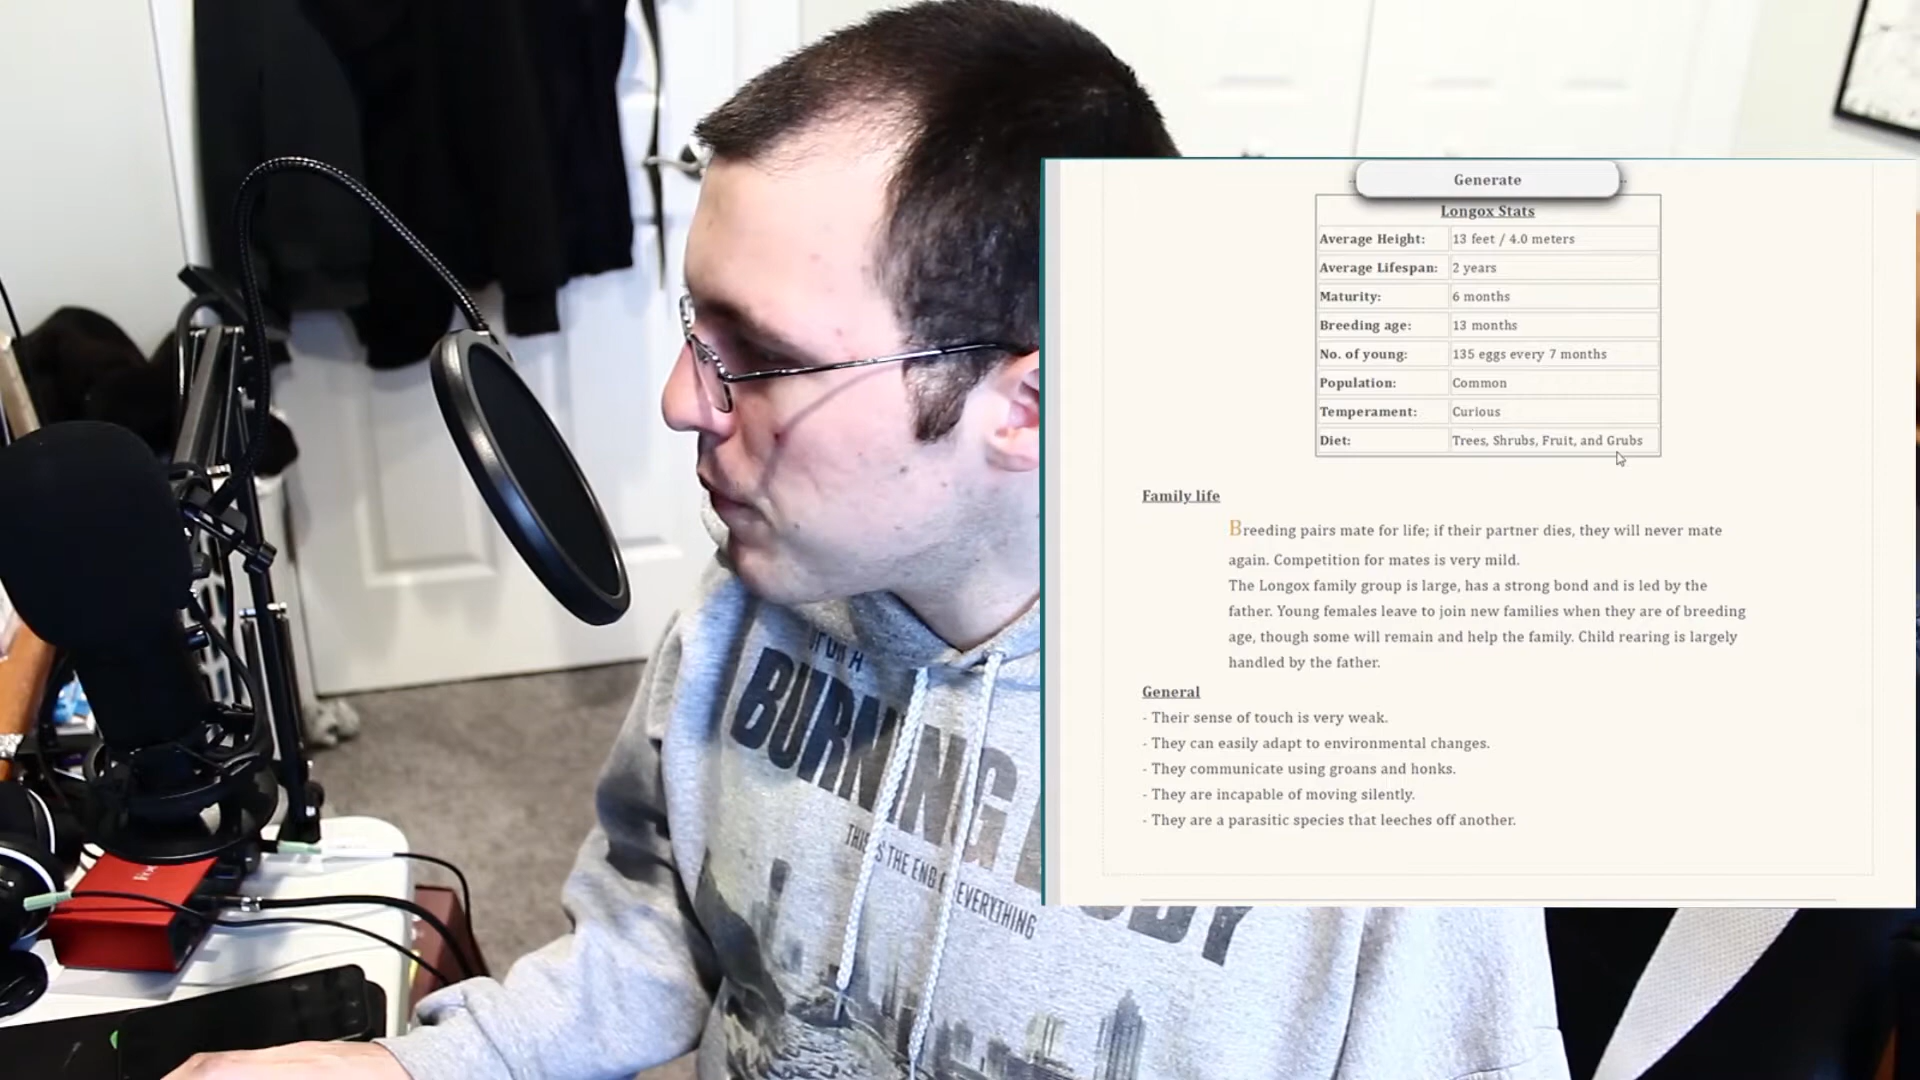 Generate
Longox Stats
Average Height: 13 feet / 4.0 meters
Average Lifespan: 2 years
Maturity: 6 months
Breeding age: 13 months
No. of young: 135 eggs every 7 months
Population: Common
Temperament: Curious
Diet: Trees, Shrubs, Fruit, and Grubs
Family life
Breeding pairs mate for life; if their partner dies, they will never mate
again. Competition for mates is very mild.
The Longox family group is large, has a strong bond and is led by the
father. Young females leave to join new families when they are of breeding
age, though some will remain and help the family. Child rearing is largely
handled by the father.
General
- Their sense of touch is very weak.
- They can easily adapt to environmental changes.
- They communicate using groans and honks.
- They are incapable of moving silently.
- They are a parasitic species that leeches off another.
FOR A
BURNING
THIS IS THE END OF EVERYTHING